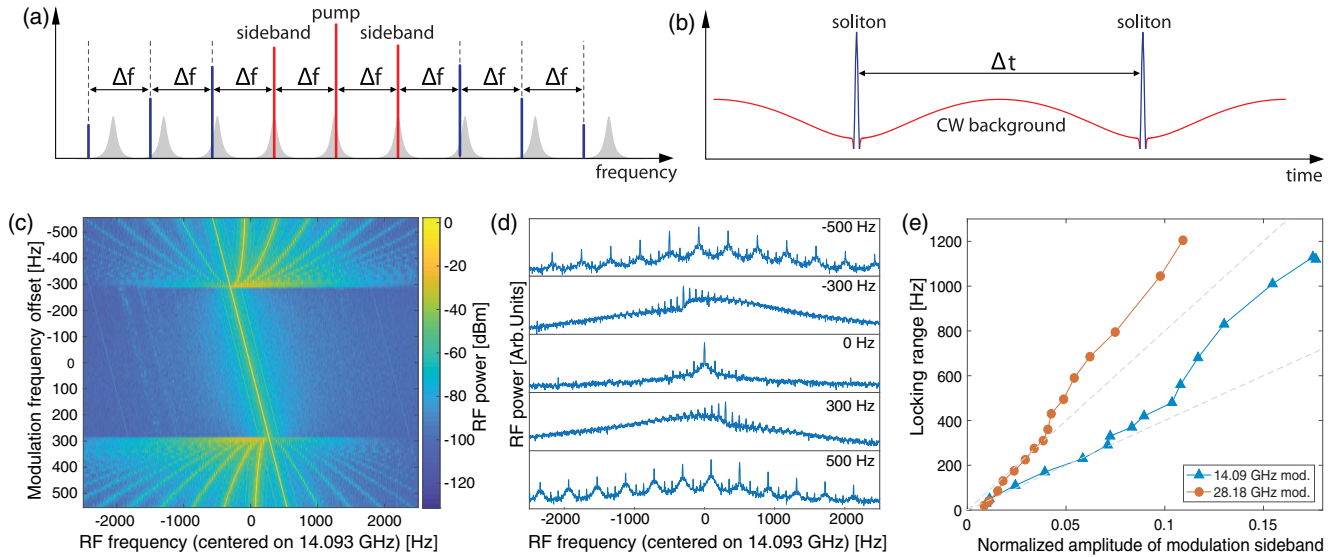 (a)
pump
sideband
sideband
Δf
Δf
Δf
Δf
Δf
Δf
Δf
Δf
frequency
(b)
soliton
soliton
Δt
CW background
time
(c)
Modulation frequency offset [Hz]
-500
-400
-300
-200
-100
0
100
200
300
400
500
-2000
-1000
0
1000
2000
RF frequency (centered on 14.093 GHz) [Hz]
0
-20
-40
-60
-80
-100
-120
RF power [dBm]
(d)
RF power [Arb.Units]
-500 Hz
-300 Hz
0 Hz
300 Hz
500 Hz
-2000
-1000
0
1000
2000
RF frequency (centered on 14.093 GHz) [Hz]
(e)
Locking range [Hz]
1200
1000
800
600
400
200
0
0
0.05
0.1
0.15
14.09 GHz mod.
28.18 GHz mod.
Normalized amplitude of modulation sideband